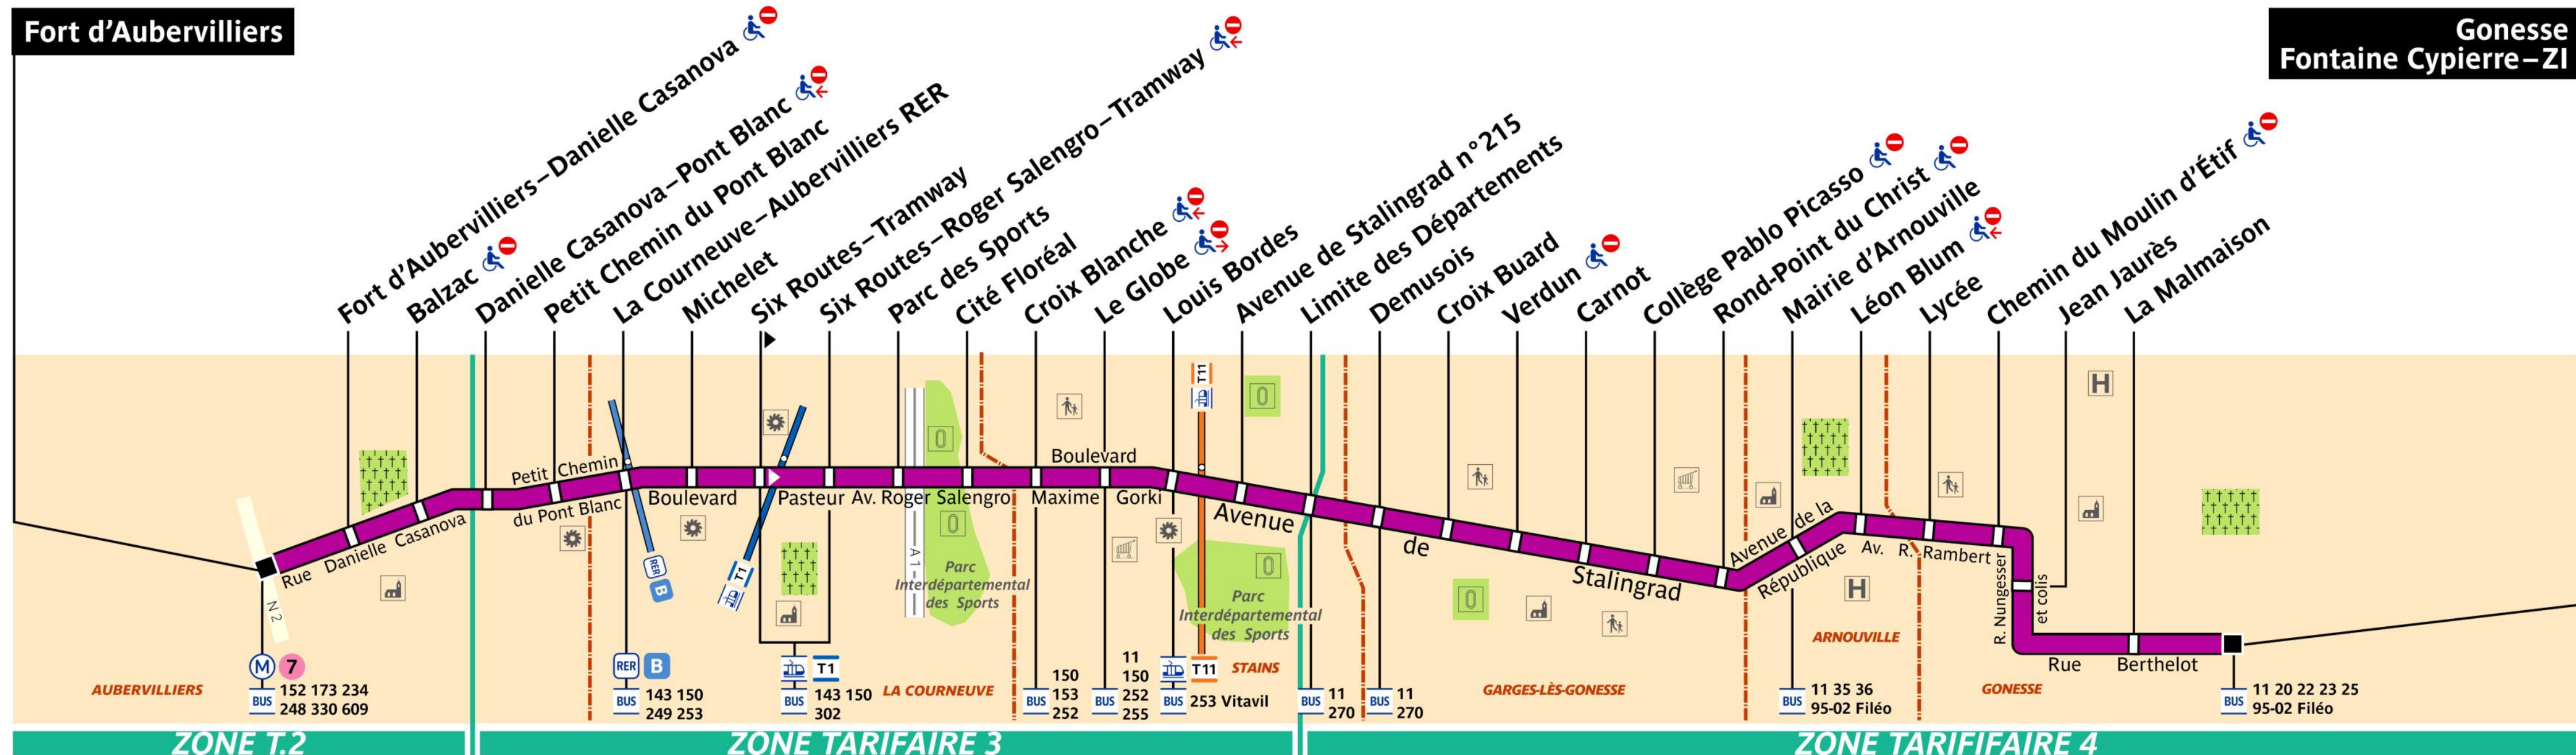 Fort d'Aubervilliers
Gonesse
Fontaine Cypierre–ZI
Fort d'Aubervilliers–Danielle Casanova
Balzac
Danielle Casanova–Pont Blanc
Petit Chemin du Pont Blanc
La Courneuve–Aubervilliers RER
Michelet
Six Routes–Tramway
Six Routes–Roger Salengro–Tramway
Parc des Sports
Cité Floréal
Croix Blanche
Le Globe
Louis Bordes
Avenue de Stalingrad n°215
Limite des Départements
Demusois
Croix Buard
Verdun
Carnot
Collège Pablo Picasso
Rond-Point du Christ
Mairie d'Arnouville
Léon Blum
Lycée
Chemin du Moulin d'Étif
Jean Jaurès
La Malmaison
N 2
Rue Danielle Casanova
Petit Chemin
du Pont Blanc
Boulevard Pasteur
Av. Roger Salengro
Boulevard
Maxime Gorki
Avenue de Stalingrad
Avenue de la
République
Av. R. Rambert
R. Nungesser
et colis
Rue Berthelot
RER B
T1
A1
T11
Parc
Interdépartemental
des Sports
Parc
Interdépartemental
des Sports
H
H
AUBERVILLIERS
LA COURNEUVE
STAINS
GARGES-LÈS-GONESSE
ARNOUVILLE
GONESSE
M 7
BUS 152 173 234
248 330 609
RER B
BUS 143 150
249 253
T1
BUS 143 150
302
BUS 150
153
252
BUS 11
150
252
255
T11
BUS 253 Vitavil
BUS 11
270
BUS 11
270
BUS 11 35 36
95-02 Filéo
BUS 11 20 22 23 25
95-02 Filéo
ZONE T.2
ZONE TARIFAIRE 3
ZONE TARIFIFAIRE 4